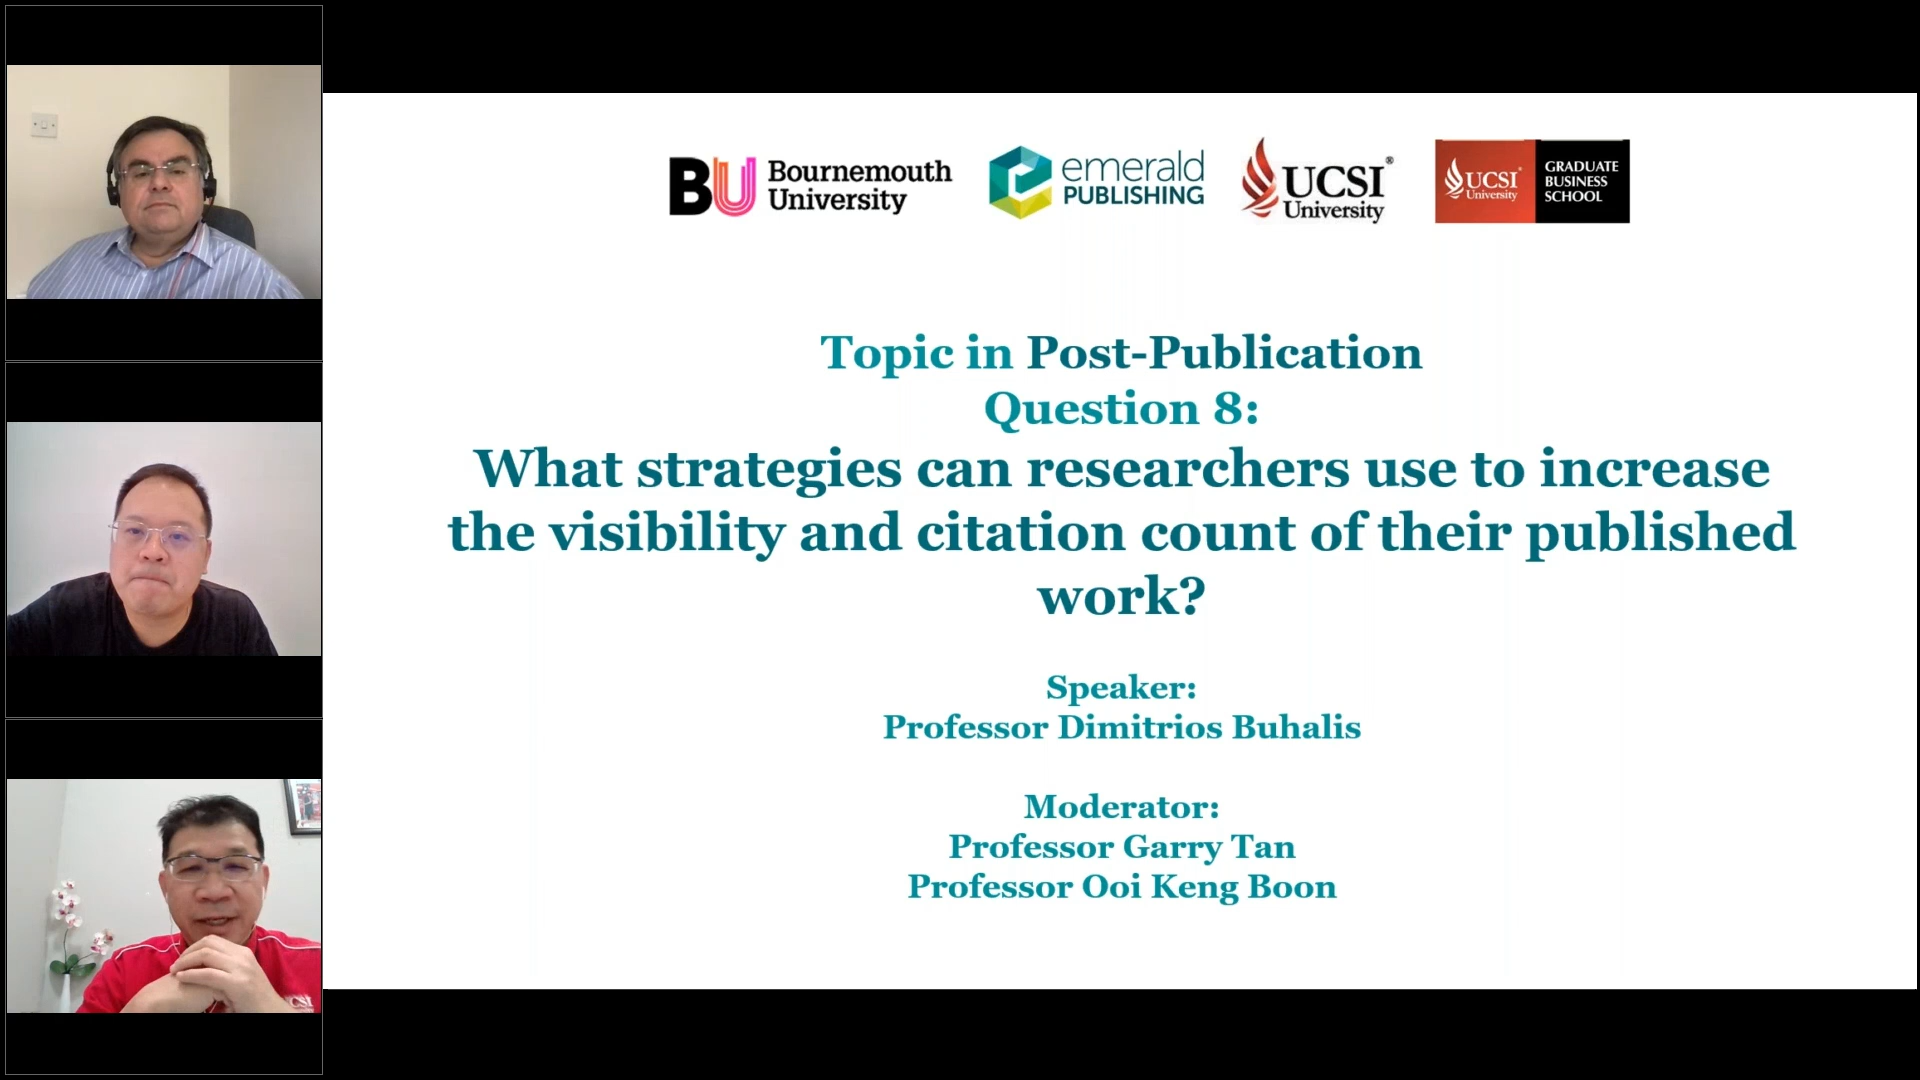 BU Bournemouth
University
emerald
PUBLISHING
UCSI®
University
UCSI®
University
GRADUATE
BUSINESS
SCHOOL
Topic in Post-Publication
Question 8:
What strategies can researchers use to increase
the visibility and citation count of their published
work?
Speaker:
Professor Dimitrios Buhalis
Moderator:
Professor Garry Tan
Professor Ooi Keng Boon